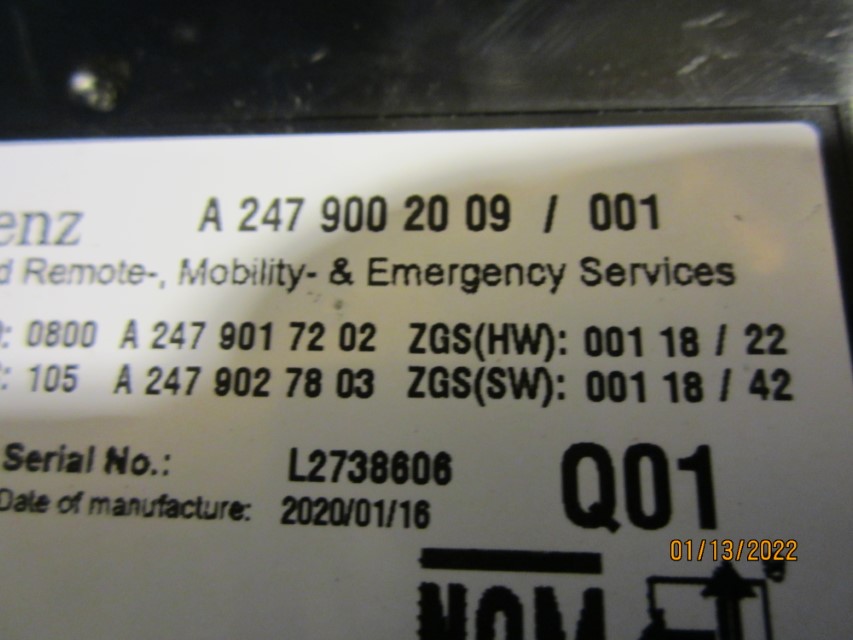 enz A 247 900 20 09 / 001
d Remote-, Mobility- & Emergency Services
: 0800 A 247 901 72 02 ZGS(HW): 001 18 / 22
: 105 A 247 902 78 03 ZGS(SW): 001 18 / 42
Serial No.: L2738606 Q01
Date of manufacture: 2020/01/16
01/13/2022
NOM